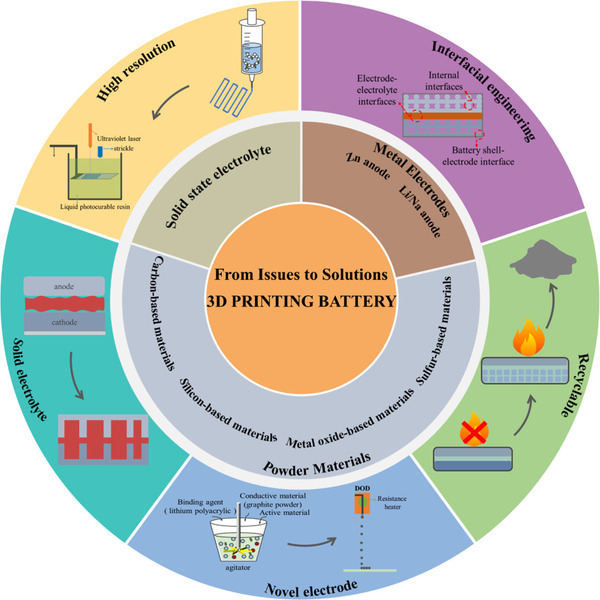 High resolution
Ultraviolet laser
strickle
Liquid photocurable resin
Interfacial engineering
Electrode-
electrolyte
interfaces
Internal
interfaces
Battery shell-
electrode interface
Solid state electrolyte
Metal Electrodes
Zn anode
Li/Na anode
From Issues to Solutions
3D PRINTING BATTERY
Carbon-based materials
Silicon-based materials
Metal oxide-based materials
Sulfur-based materials
Powder Materials
anode
cathode
Solid electrolyte
Recyclable
Binding agent
( lithium polyacrylic )
Conductive material
(graphite powder)
Active material
agitator
DOD
Resistance
heater
Novel electrode